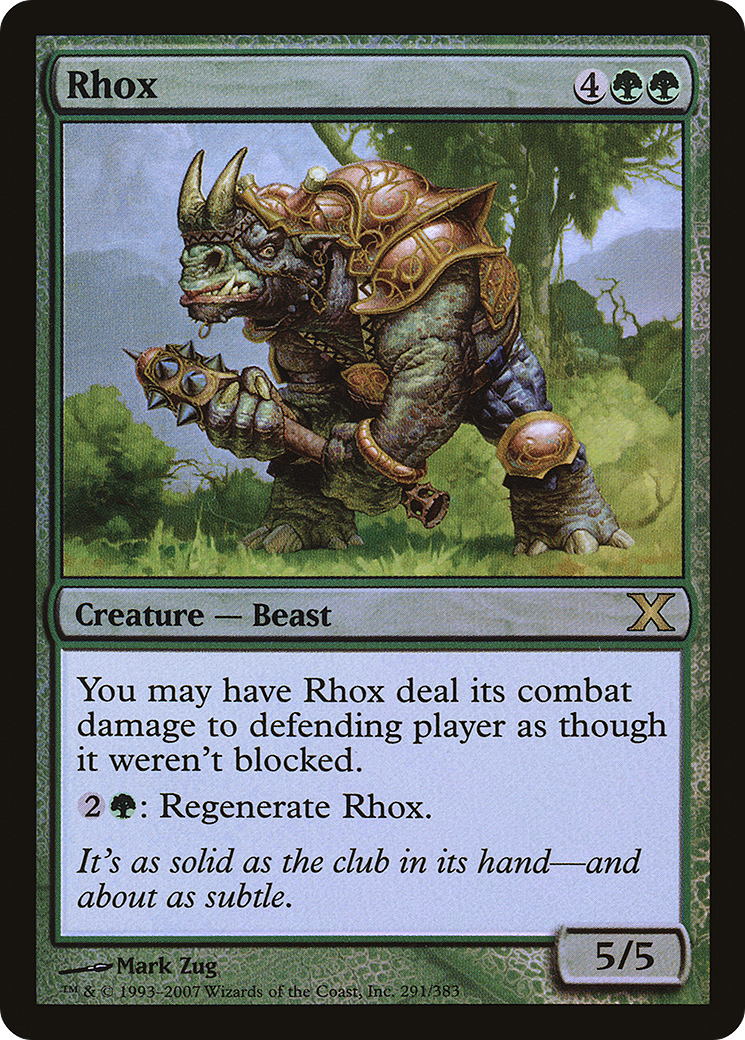 Rhox 4
Creature — Beast
You may have Rhox deal its combat
damage to defending player as though
it weren't blocked.
2: Regenerate Rhox.
It's as solid as the club in its hand—and
about as subtle.
5/5
Mark Zug
™ & © 1993–2007 Wizards of the Coast, Inc. 291/383